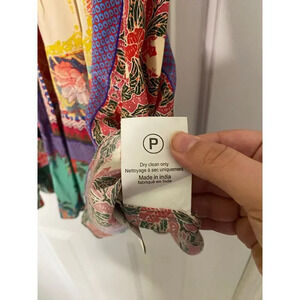 P
Dry clean only
Nettoyage à sec uniquement
Made in india
fabriqué en Inde